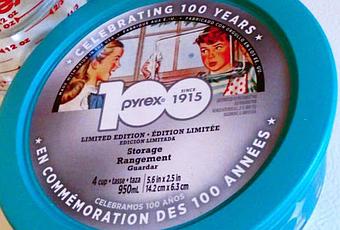 CELEBRATING 100 YEARS
100
pyrex®
SINCE
1915
LIMITED EDITION • ÉDITION LIMITÉE
EDICIÓN LIMITADA
Storage
Rangement
Guardar
4 cup • tasse • taza
950mL
5.6 in x 2.5 in
14.2 cm x 6.3 cm
CELEBRAMOS 100 AÑOS
EN COMMÉMORATION DES 100 ANNÉES